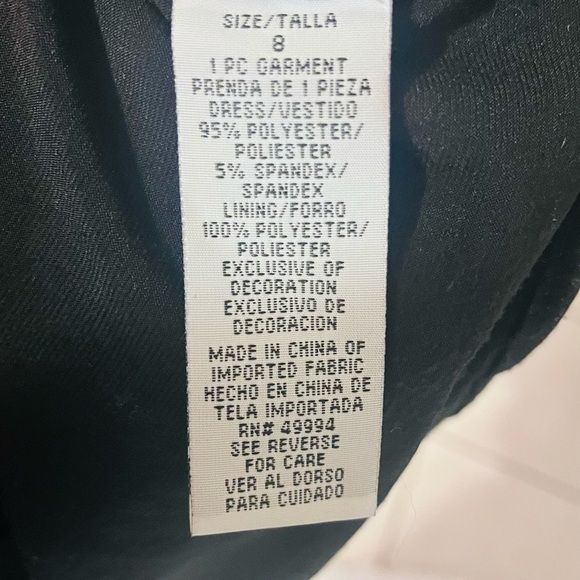 SIZE/TALLA
8
1 PC GARMENT
PRENDA DE 1 PIEZA
DRESS/VESTIDO
95% POLYESTER/
POLIESTER
5% SPANDEX/
SPANDEX
LINING/FORRO
100% POLYESTER/
POLIESTER
EXCLUSIVE OF
DECORATION
EXCLUSIVO DE
DECORACION
MADE IN CHINA OF
IMPORTED FABRIC
HECHO EN CHINA DE
TELA IMPORTADA
RN# 49994
SEE REVERSE
FOR CARE
VER AL DORSO
PARA CUIDADO